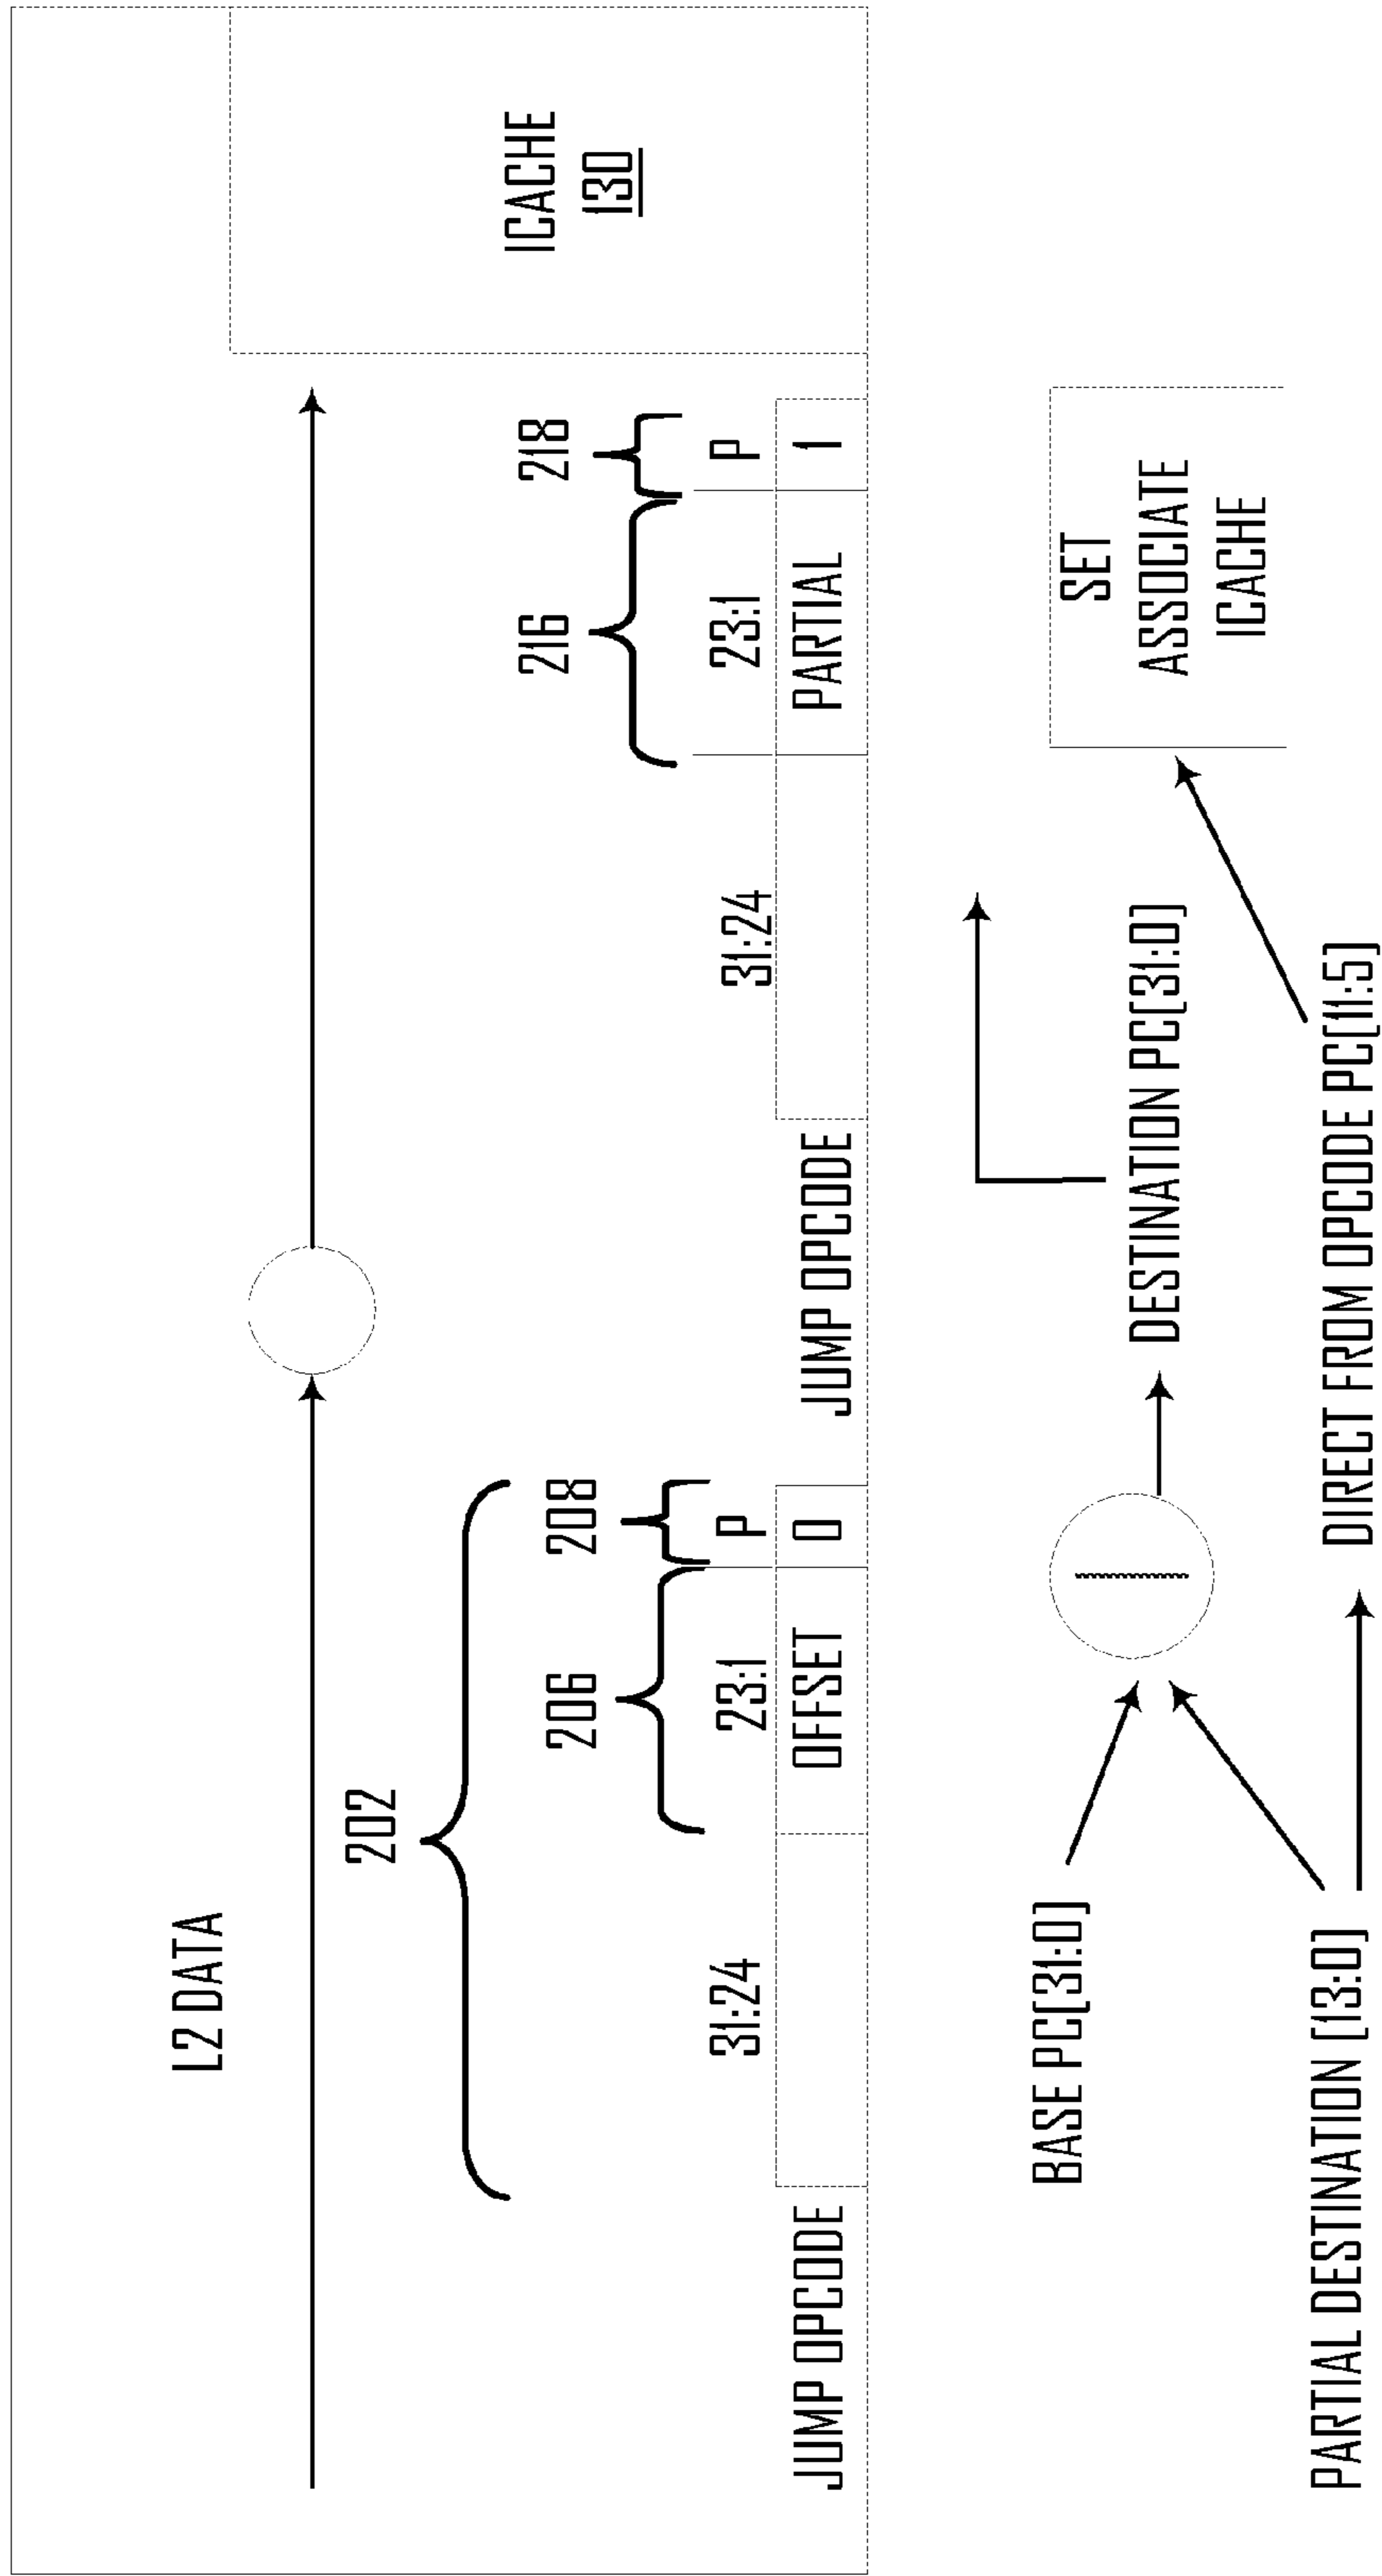 L2 DATA
202
206
208
31:24
23:1
P
JUMP OPCODE
OFFSET
0
216
218
31:24
23:1
P
JUMP OPCODE
PARTIAL
1
ICACHE
130
BASE PC[31:0]
PARTIAL DESTINATION [13:0]
DESTINATION PC[31:0]
DIRECT FROM OPCODE PC[11:5]
SET
ASSOCIATE
ICACHE